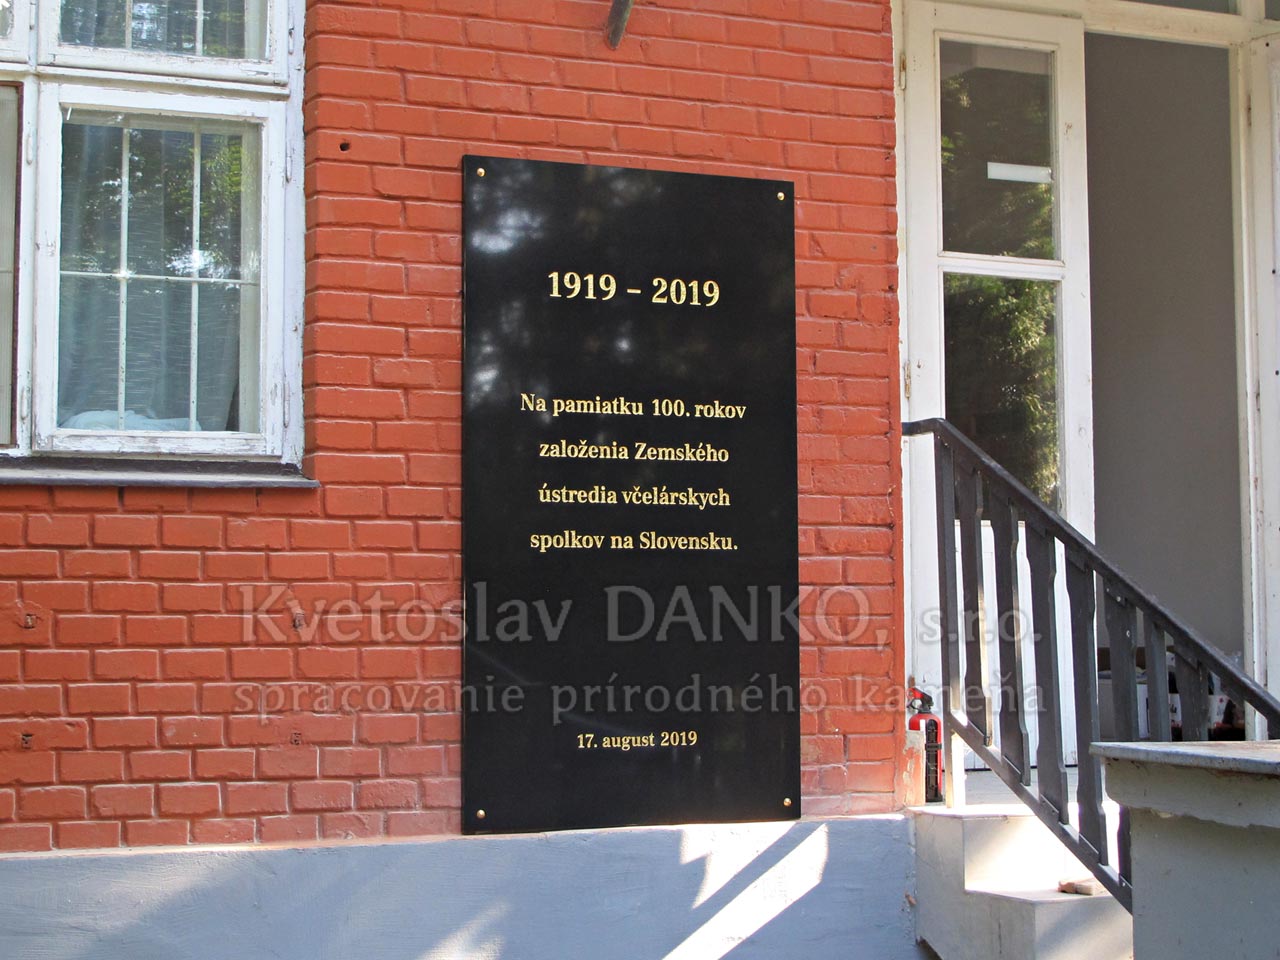 1919 – 2019
Na pamiatku 100. rokov
založenia Zemského
ústredia včelárskych
spolkov na Slovensku.
Kvetoslav DANKO, s.r.o.
spracovanie prírodného kameňa
17. august 2019